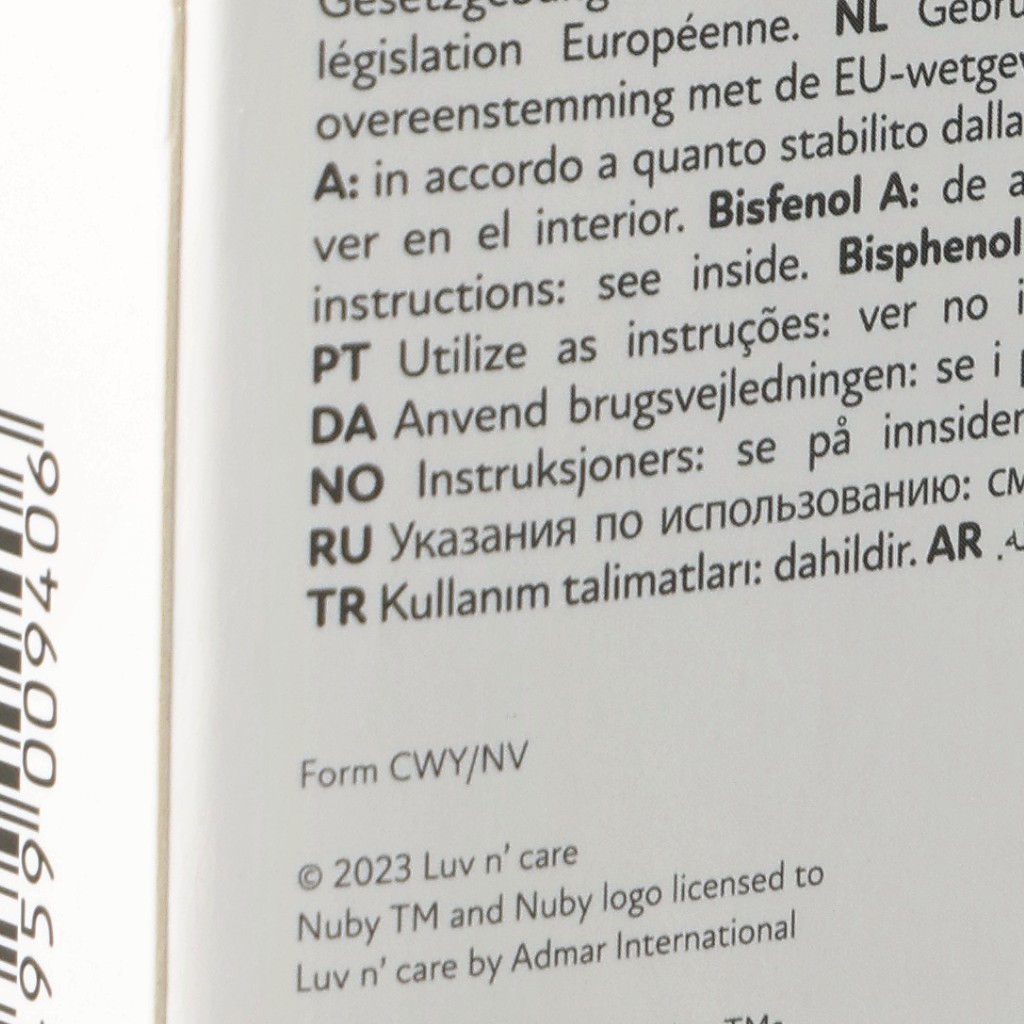 législation Européenne. NL
overeenstemming met de
A: in accordo a quanto stabilito dalla
ver en el interior. Bisfenol A: de
instructions: see inside. Bisphenol
PT Utilize as instruções: ver no
DA Anvend brugsvejledningen: se i
NO Instruksjoners: se på
RU Указания по использованию:
TR Kullanım talimatları: dahildir. AR
Form CWY/NV
© 2023 Luv n' care
Nuby TM and Nuby logo licensed to
Luv n' care by Admar International
009406